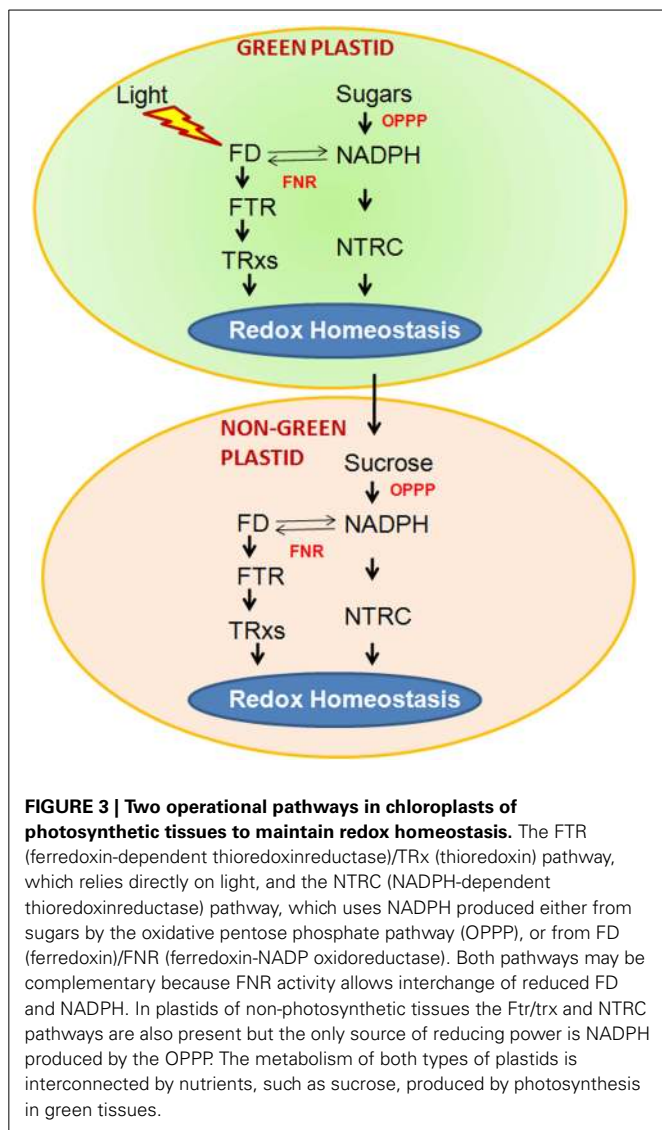 GREEN PLASTID
Light
Sugars
OPPP
FD
NADPH
FNR
FTR
TRxs
NTRC
Redox Homeostasis
NON-GREEN
PLASTID
Sucrose
OPPP
FD
NADPH
FNR
FTR
TRxs
NTRC
Redox Homeostasis
FIGURE 3 | Two operational pathways in chloroplasts of
photosynthetic tissues to maintain redox homeostasis. The FTR
(ferredoxin-dependent thioredoxinreductase)/TRx (thioredoxin) pathway,
which relies directly on light, and the NTRC (NADPH-dependent
thioredoxinreductase) pathway, which uses NADPH produced either from
sugars by the oxidative pentose phosphate pathway (OPPP), or from FD
(ferredoxin)/FNR (ferredoxin-NADP oxidoreductase). Both pathways may be
complementary because FNR activity allows interchange of reduced FD
and NADPH. In plastids of non-photosynthetic tissues the Ftr/trx and NTRC
pathways are also present but the only source of reducing power is NADPH
produced by the OPPP. The metabolism of both types of plastids is
interconnected by nutrients, such as sucrose, produced by photosynthesis
in green tissues.